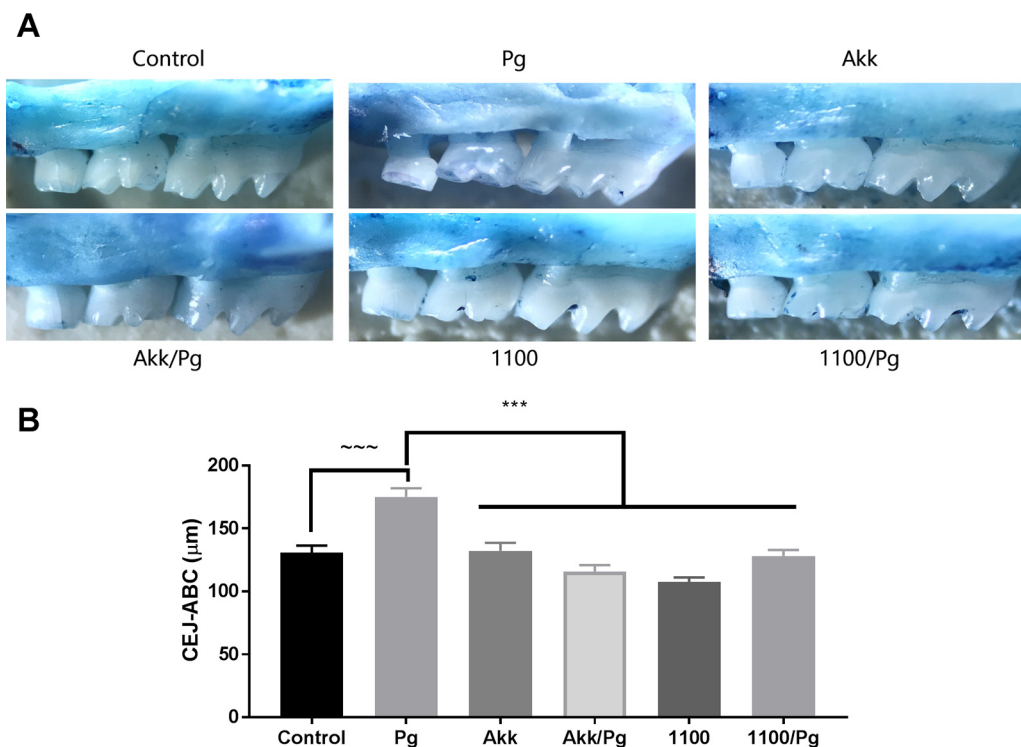 A
Control Pg Akk
Akk/Pg 1100 1100/Pg
B
***
~~~
200
150
100
50
0
CEJ-ABC (μm)
Control Pg Akk Akk/Pg 1100 1100/Pg